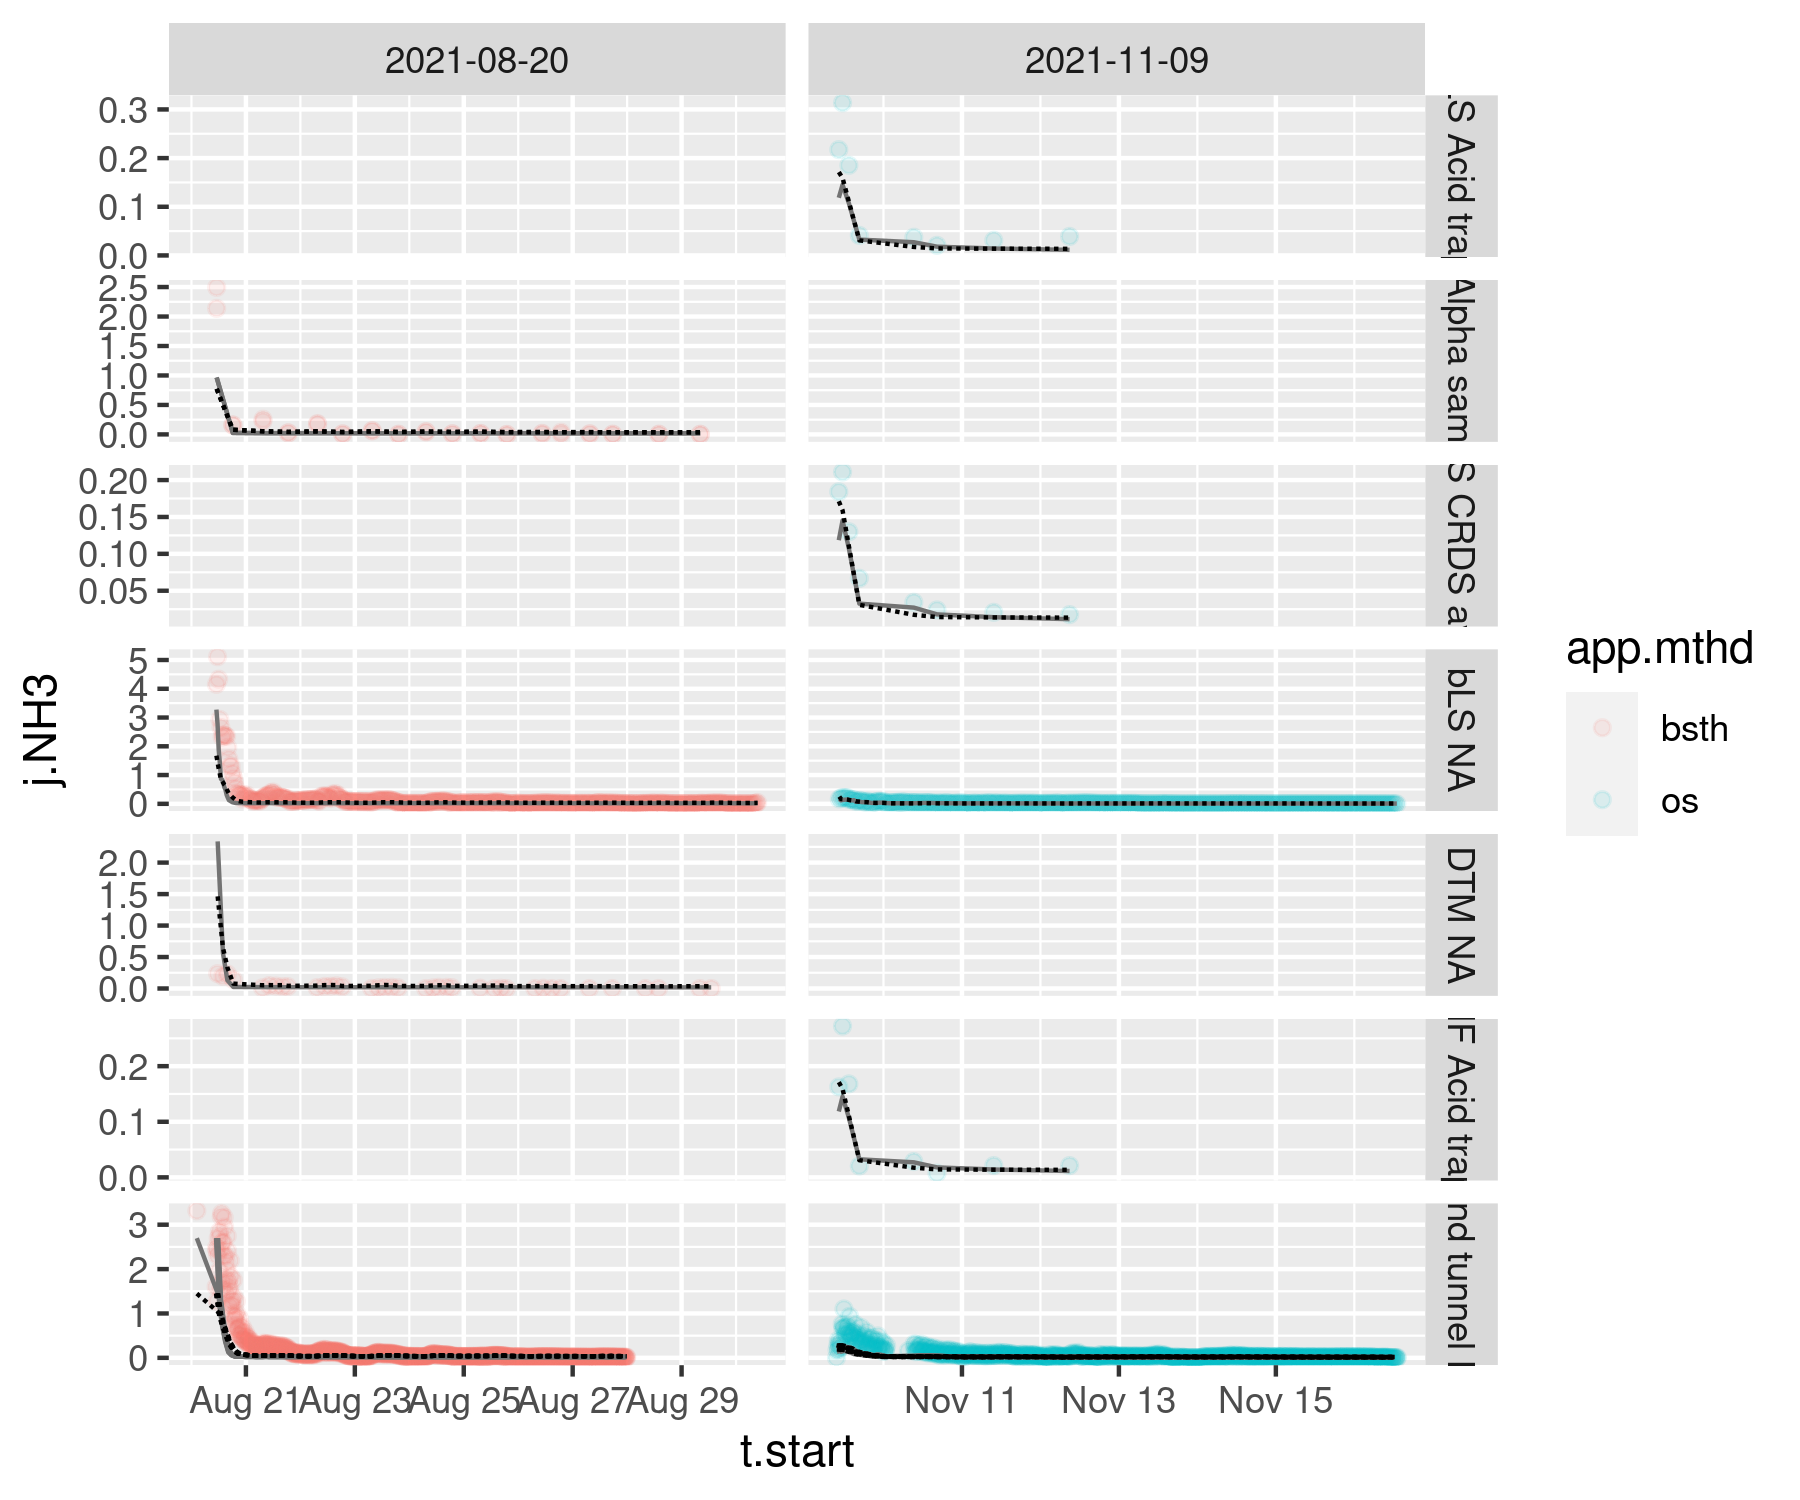 2021-08-20
2021-11-09
0.3
0.2
0.1
0.0
.S Acid tra
2.5
2.0
1.5
1.0
0.5
0.0
Alpha sam
0.20
0.15
0.10
0.05
S CRDS a
5
4
3
2
1
0
bLS NA
2.0
1.5
1.0
0.5
0.0
DTM NA
0.2
0.1
0.0
IF Acid tra
3
2
1
0
nd tunnel
Aug 21
Aug 23
Aug 25
Aug 27
Aug 29
Nov 11
Nov 13
Nov 15
t.start
j.NH3
app.mthd
bsth
os